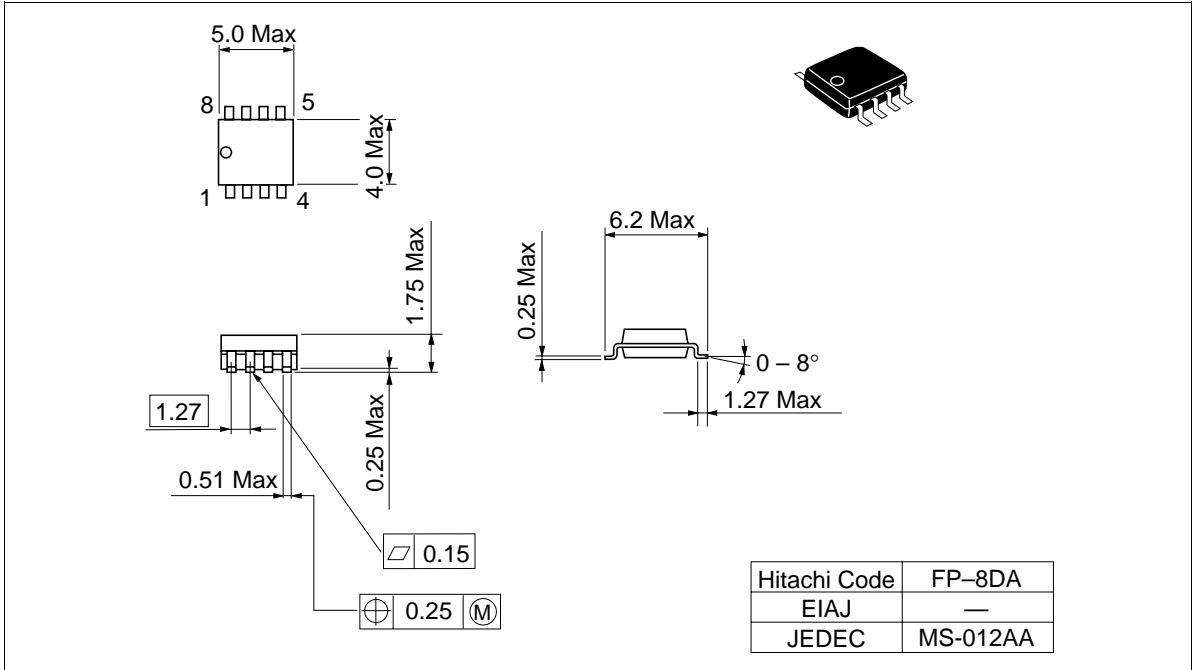 5.0 Max
8
5
4.0 Max
1
4
1.75 Max
6.2 Max
0.25 Max
0 – 8°
1.27 Max
1.27
0.25 Max
0.51 Max
0.15
0.25 Ⓜ
Hitachi Code FP–8DA
EIAJ —
JEDEC MS-012AA